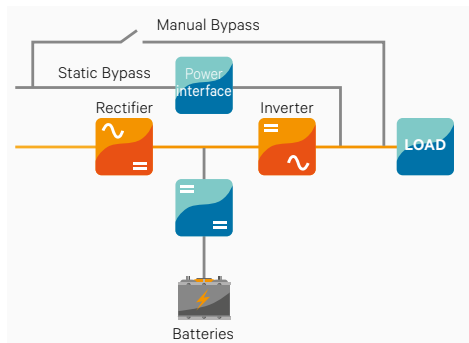 Manual Bypass
Static Bypass
Power
interface
Rectifier
Inverter
LOAD
Batteries